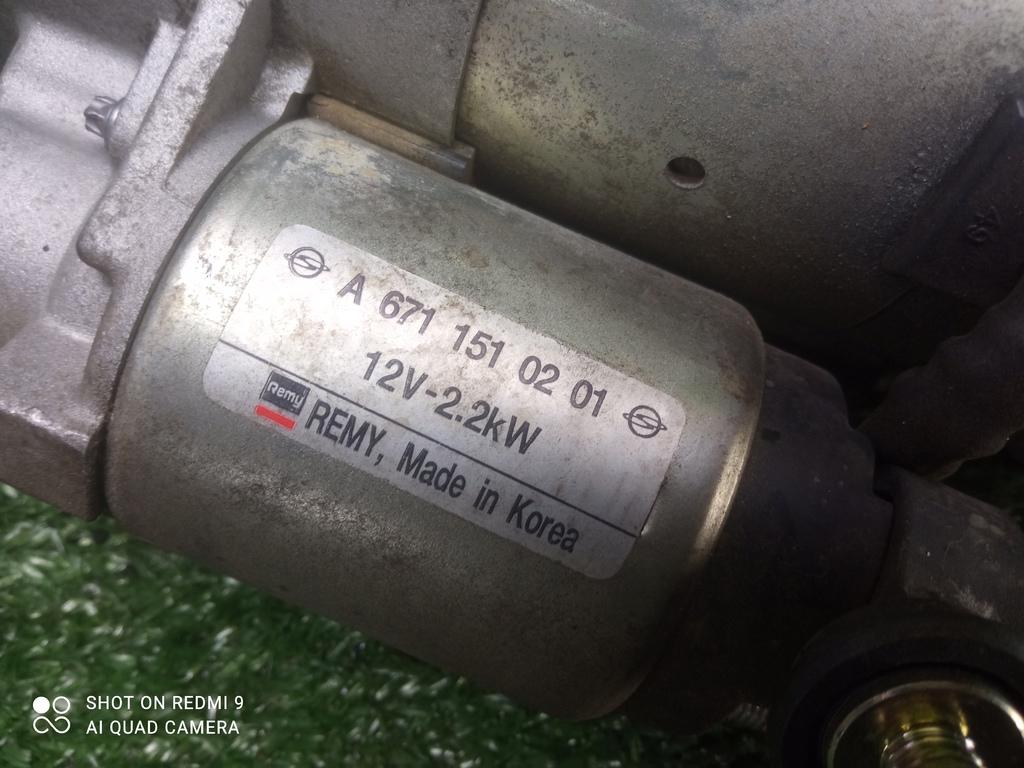 A 671 151 02 01
12V-2.2kW
Remy
REMY, Made in Korea
49
SHOT ON REDMI 9
AI QUAD CAMERA